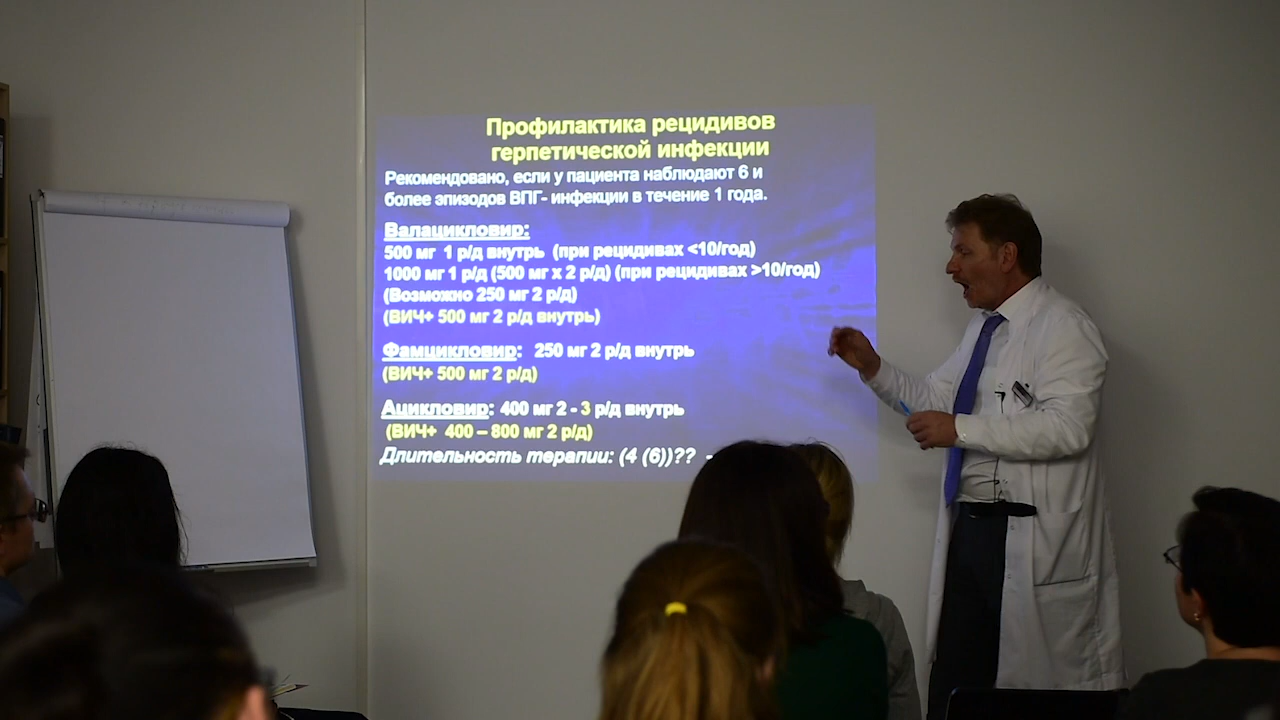 Профилактика рецидивов
герпетической инфекции
Рекомендовано, если у пациента наблюдают 6 и
более эпизодов ВПГ- инфекции в течение 1 года.
Валацикловир:
500 мг 1 р/д внутрь (при рецидивах <10/год)
1000 мг 1 р/д (500 мг х 2 р/д) (при рецидивах >10/год)
(Возможно 250 мг 2 р/д)
(ВИЧ+ 500 мг 2 р/д внутрь)
Фамцикловир: 250 мг 2 р/д внутрь
(ВИЧ+ 500 мг 2 р/д)
Ацикловир: 400 мг 2 - 3 р/д внутрь
(ВИЧ+ 400 – 800 мг 2 р/д)
Длительность терапии: (4 (6))?? -